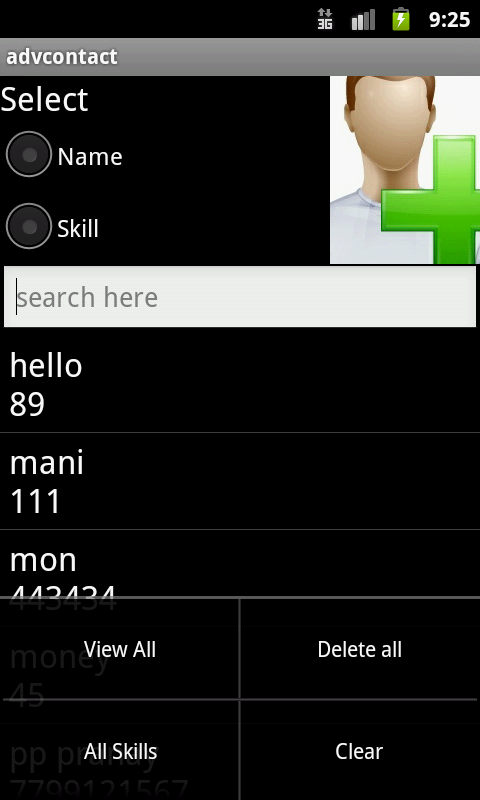 3G 9:25
advcontact
Select
Name
Skill
search here
hello
89
mani
111
mon
443434
money
45
View All Delete all
pp
7799121567
All Skills Clear